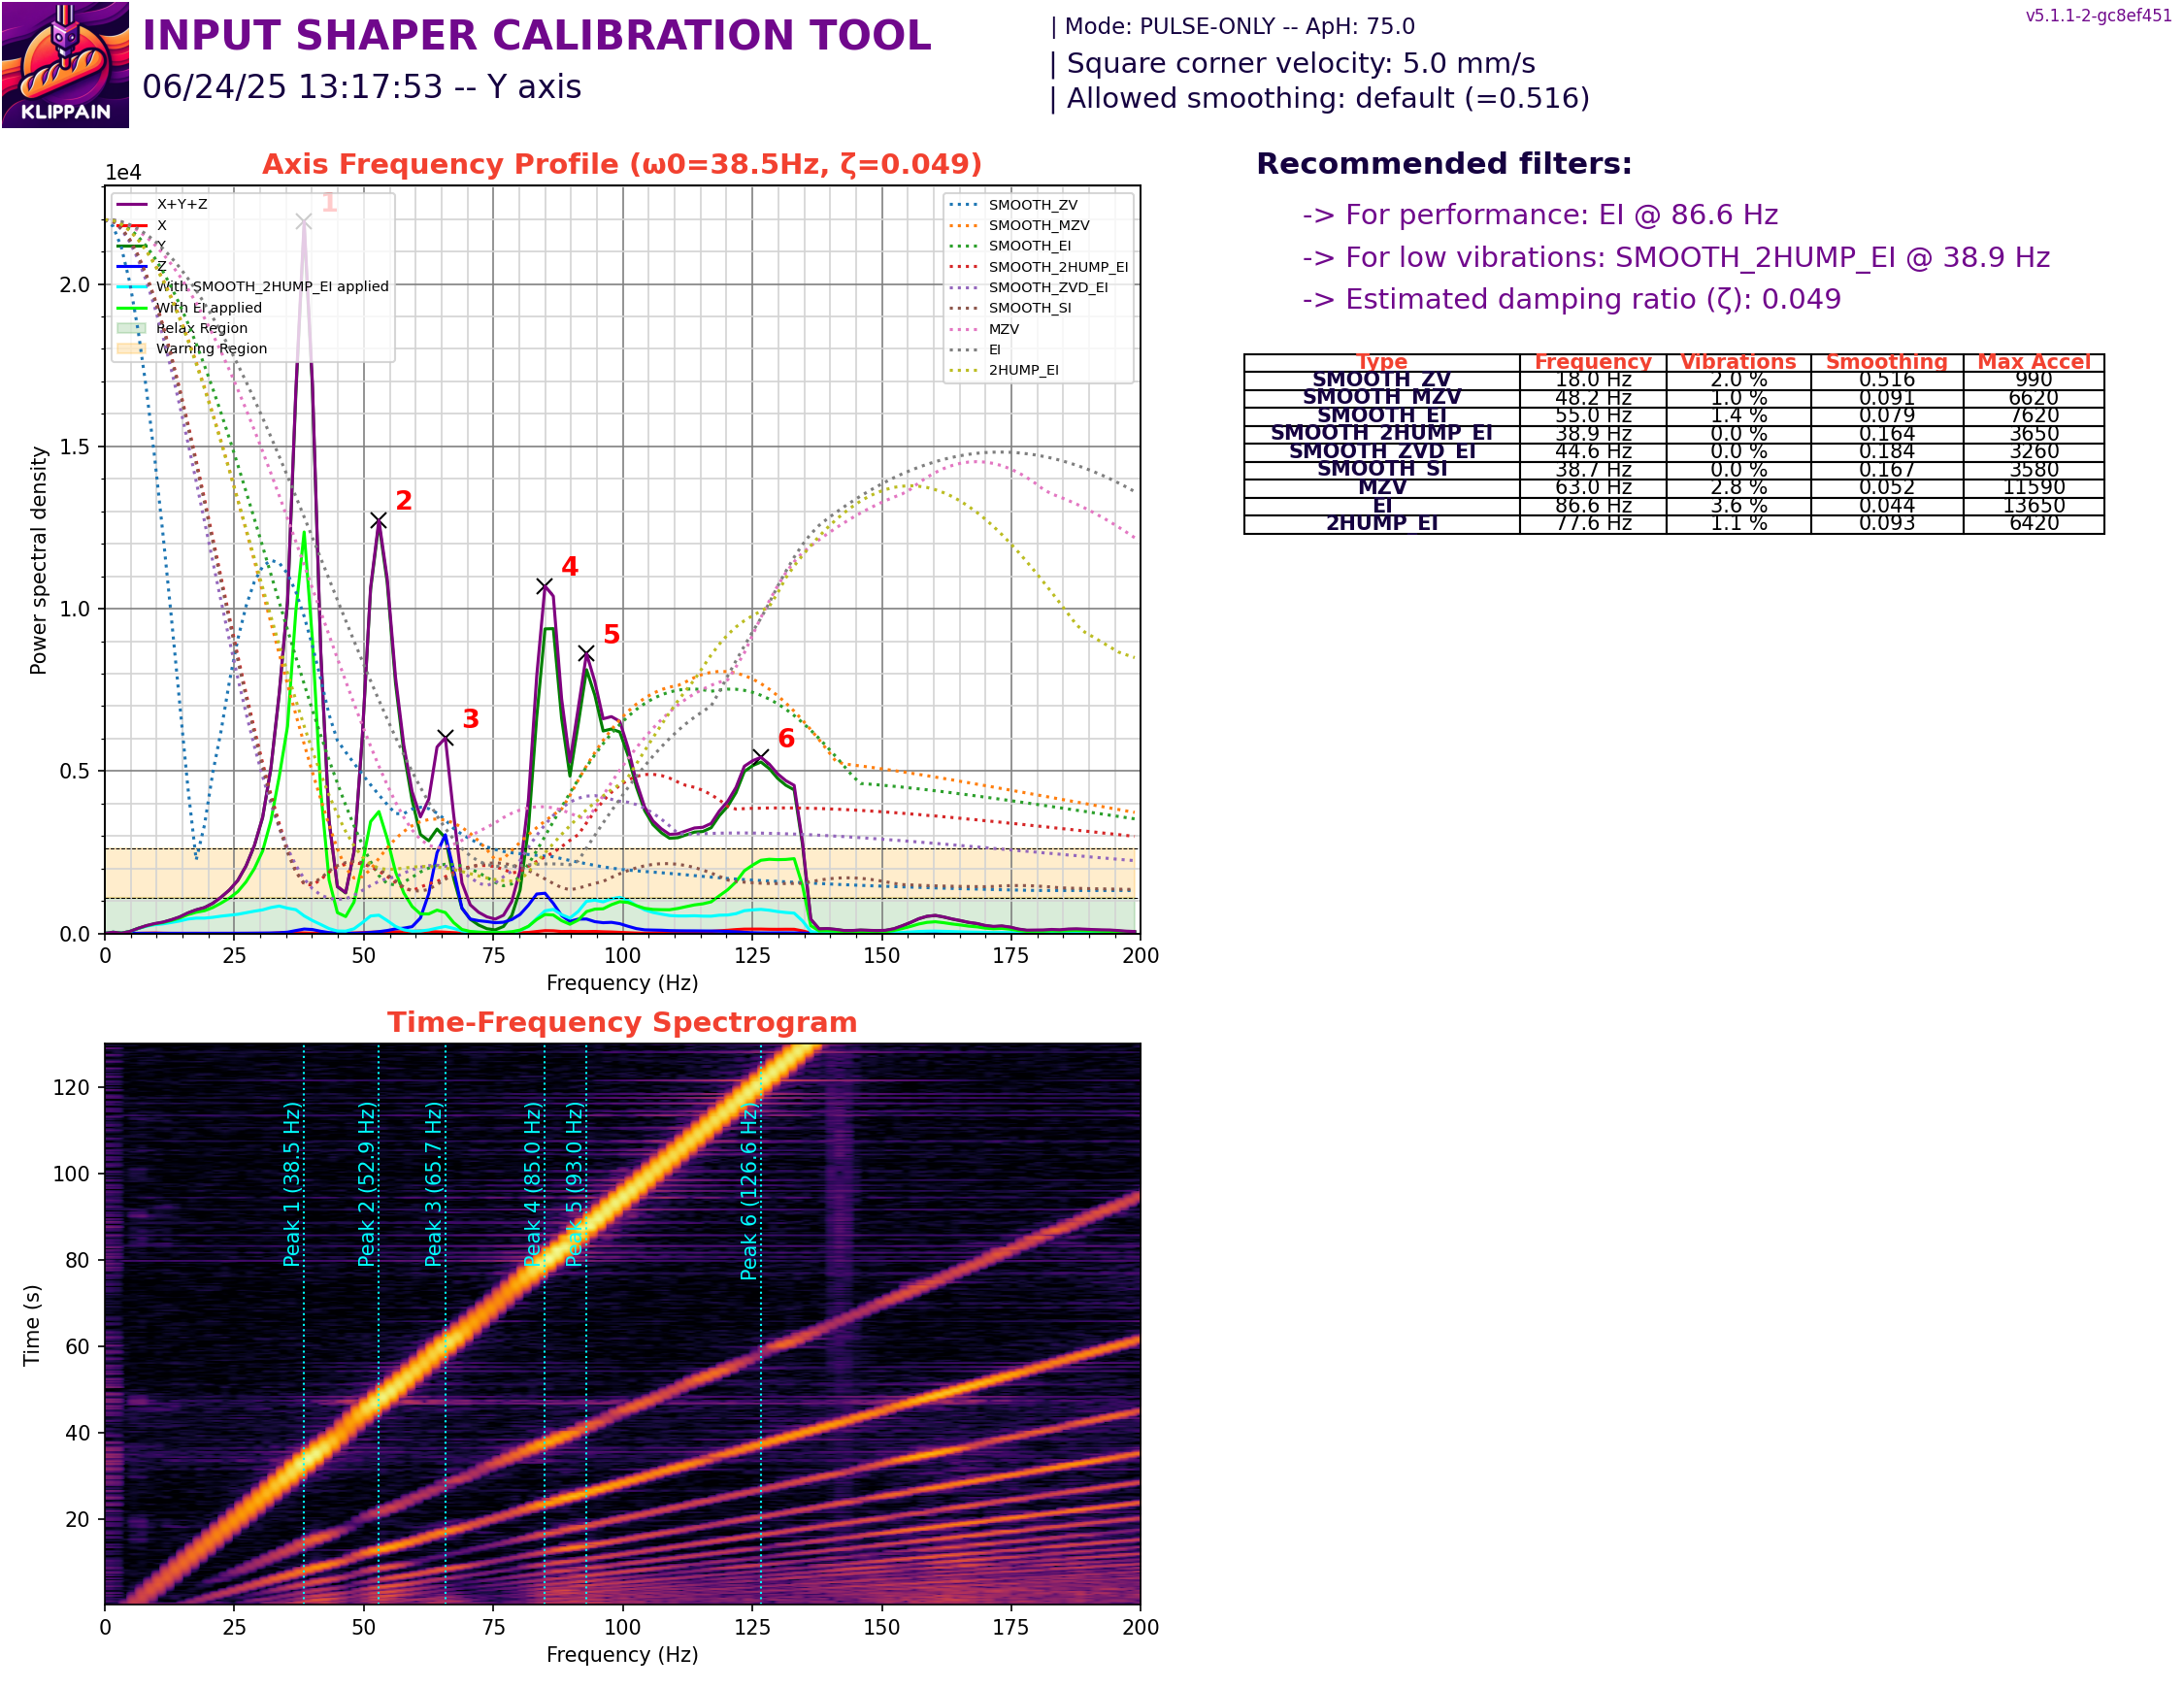 v5.1.1-2-gc8ef451
INPUT SHAPER CALIBRATION TOOL
06/24/25 13:17:53 -- Y axis
KLIPPAIN
| Mode: PULSE-ONLY -- ApH: 75.0
| Square corner velocity: 5.0 mm/s
| Allowed smoothing: default (=0.516)
Axis Frequency Profile (ω0=38.5Hz, ζ=0.049)
1e4
X+Y+Z
X
Y
Z
With SMOOTH_2HUMP_EI applied
With EI applied
Relax Region
Warning Region
SMOOTH_ZV
SMOOTH_MZV
SMOOTH_EI
SMOOTH_2HUMP_EI
SMOOTH_ZVD_EI
SMOOTH_SI
MZV
EI
2HUMP_EI
1
2
3
4
5
6
Power spectral density
2.0
1.5
1.0
0.5
0.0
0 25 50 75 100 125 150 175 200
Frequency (Hz)
Recommended filters:
-> For performance: EI @ 86.6 Hz
-> For low vibrations: SMOOTH_2HUMP_EI @ 38.9 Hz
-> Estimated damping ratio (ζ): 0.049
Type Frequency Vibrations Smoothing Max Accel
SMOOTH_ZV 18.0 Hz 2.0 % 0.516 990
SMOOTH_MZV 48.2 Hz 1.0 % 0.091 6620
SMOOTH_EI 55.0 Hz 1.4 % 0.079 7620
SMOOTH_2HUMP_EI 38.9 Hz 0.0 % 0.164 3650
SMOOTH_ZVD_EI 44.6 Hz 0.0 % 0.184 3260
SMOOTH_SI 38.7 Hz 0.0 % 0.167 3580
MZV 63.0 Hz 2.8 % 0.052 11590
EI 86.6 Hz 3.6 % 0.044 13650
2HUMP_EI 77.6 Hz 1.1 % 0.093 6420
Time-Frequency Spectrogram
Time (s)
120
100
80
60
40
20
Peak 1 (38.5 Hz)
Peak 2 (52.9 Hz)
Peak 3 (65.7 Hz)
Peak 4 (85.0 Hz)
Peak 5 (93.0 Hz)
Peak 6 (126.6 Hz)
0 25 50 75 100 125 150 175 200
Frequency (Hz)